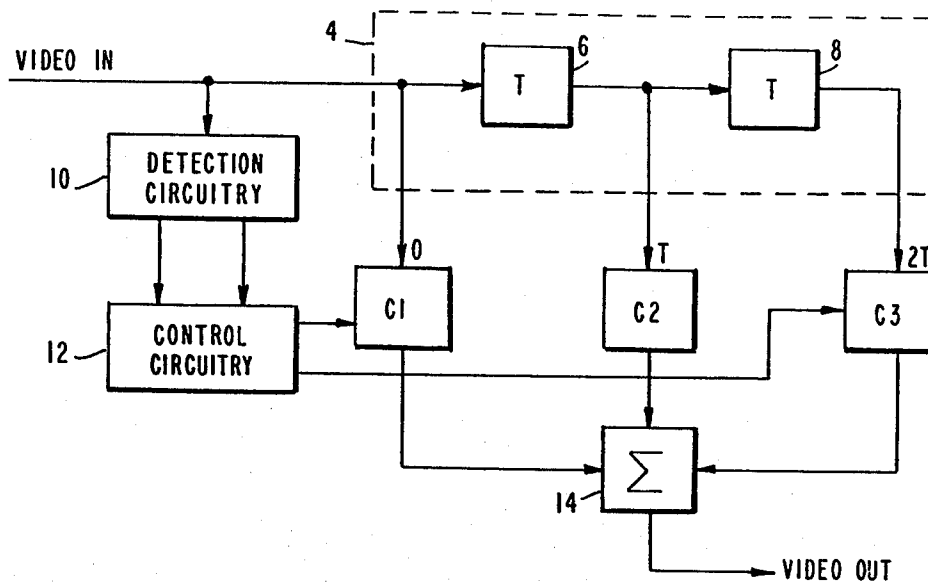 4
6
8
VIDEO IN
T
T
10
DETECTION
CIRCUITRY
0
T
2T
C1
C2
C3
12
CONTROL
CIRCUITRY
14
Σ
VIDEO OUT